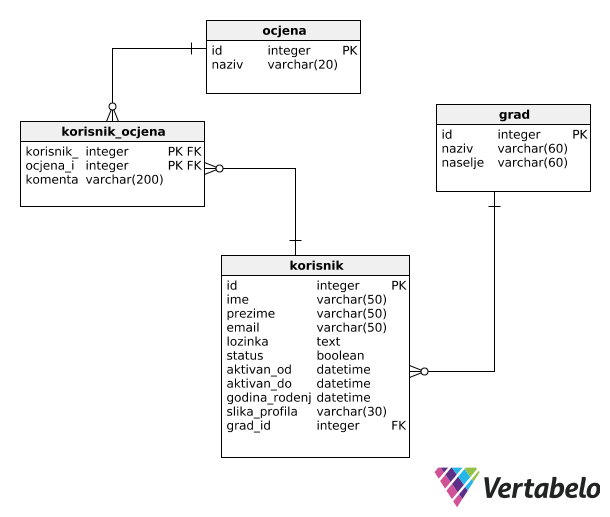 ocjena
id integer PK
naziv varchar(20)
korisnik_ocjena
korisnik_ integer PK FK
ocjena_i integer PK FK
komenta varchar(200)
grad
id integer PK
naziv varchar(60)
naselje varchar(60)
korisnik
id integer PK
ime varchar(50)
prezime varchar(50)
email varchar(50)
lozinka text
status boolean
aktivan_od datetime
aktivan_do datetime
godina_rodenj datetime
slika_profila varchar(30)
grad_id integer FK
Vertabelo